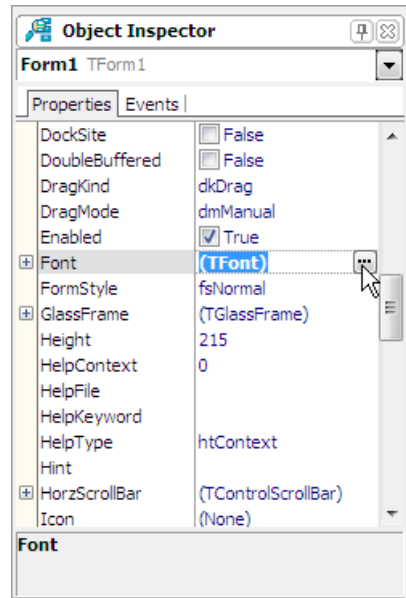 Object Inspector
Form1 TForm1
Properties Events
DockSite False
DoubleBuffered False
DragKind dkDrag
DragMode dmManual
Enabled True
Font (TFont) ...
FormStyle fsNormal
GlassFrame (TGlassFrame)
Height 215
HelpContext 0
HelpFile
HelpKeyword
HelpType htContext
Hint
HorzScrollBar (TControlScrollBar)
Icon (None)
Font